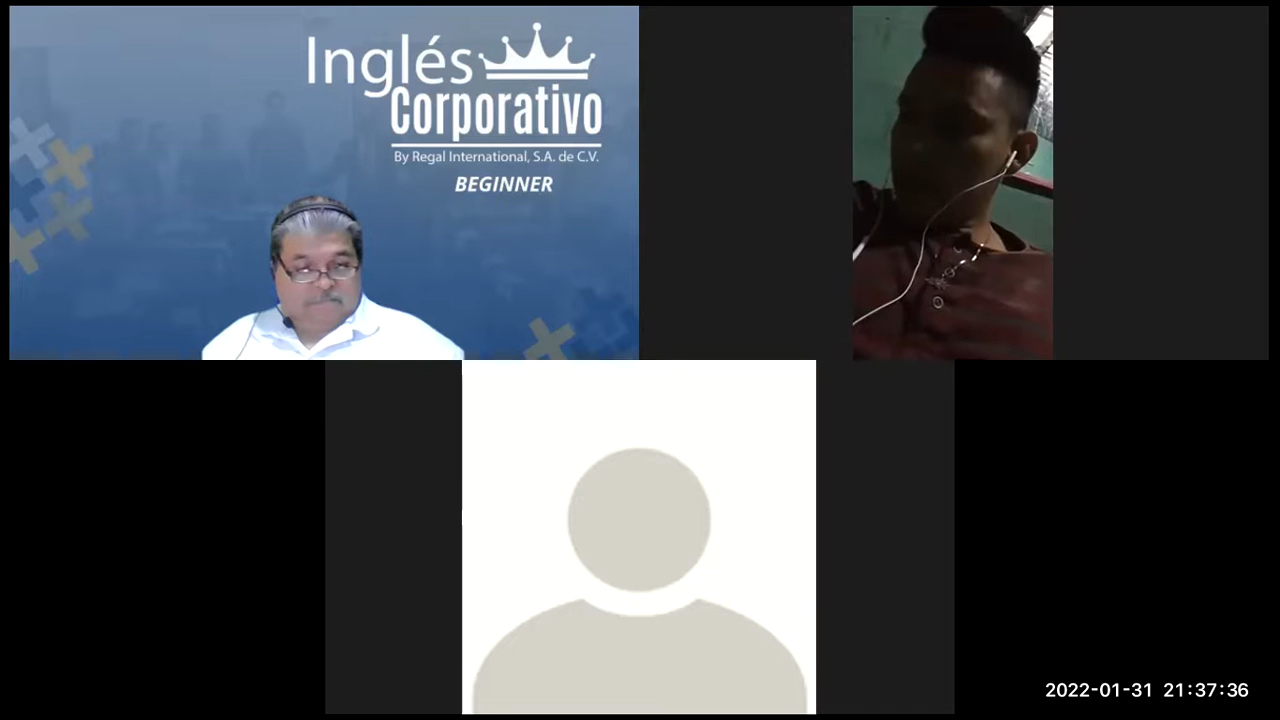 Inglés
Corporativo
By Regal International, S.A. de C.V.
BEGINNER
2022-01-31 21:37:36